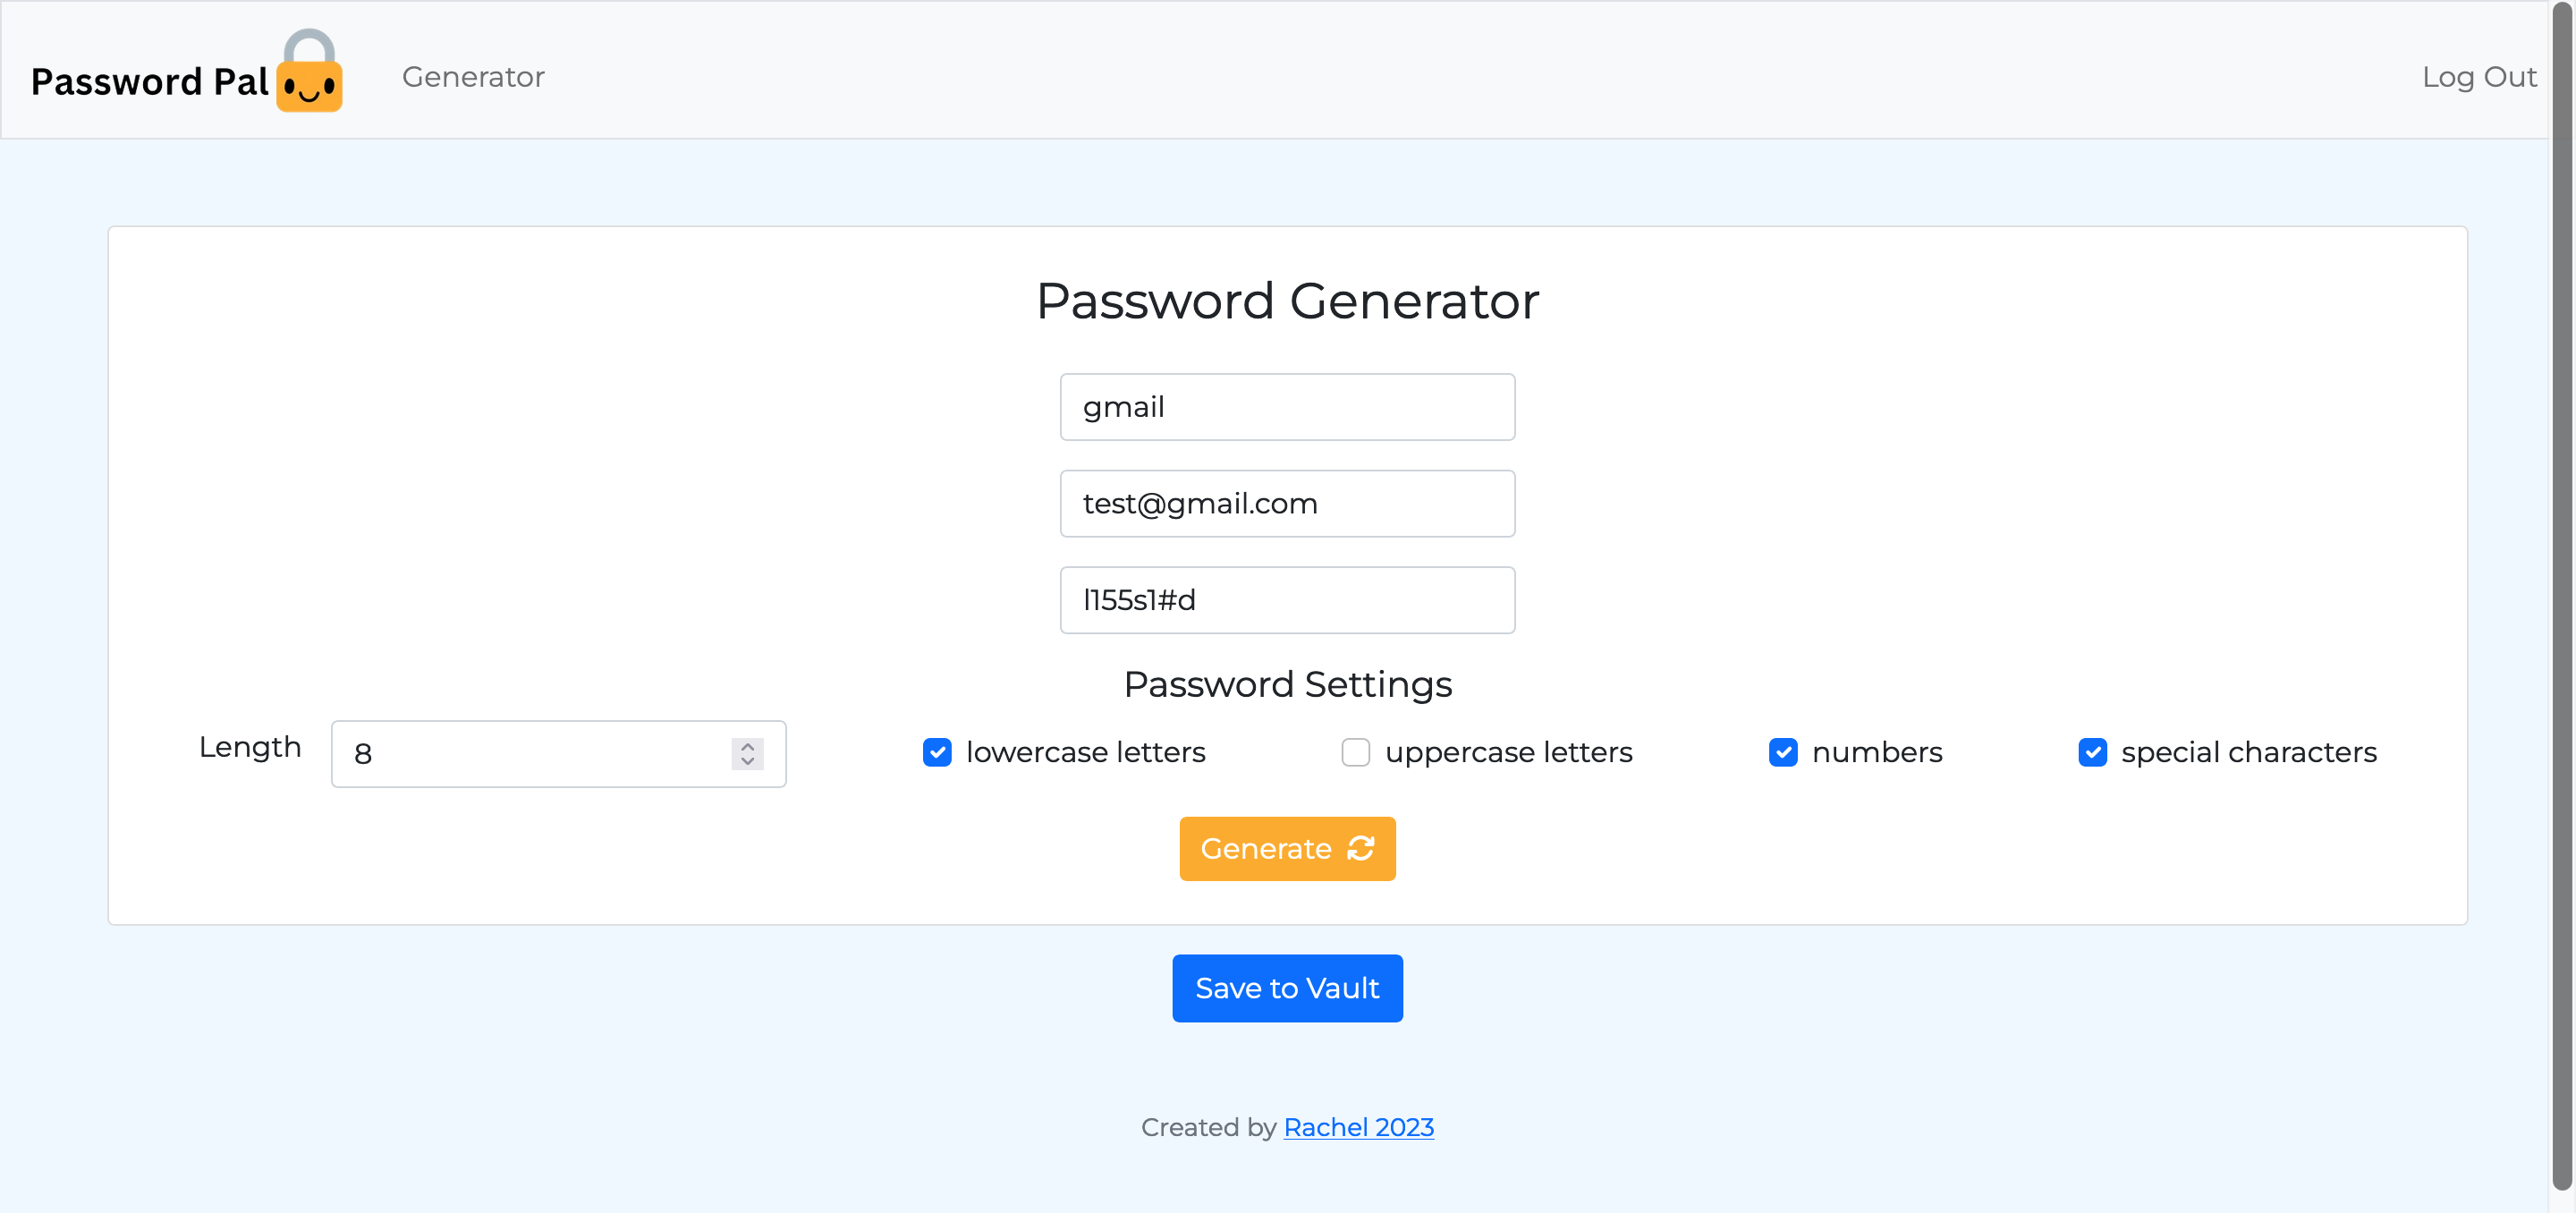 Password Pal
Generator
Log Out
Password Generator
gmail
test@gmail.com
l155s1#d
Password Settings
Length
8
lowercase letters
uppercase letters
numbers
special characters
Generate
Save to Vault
Created by Rachel 2023